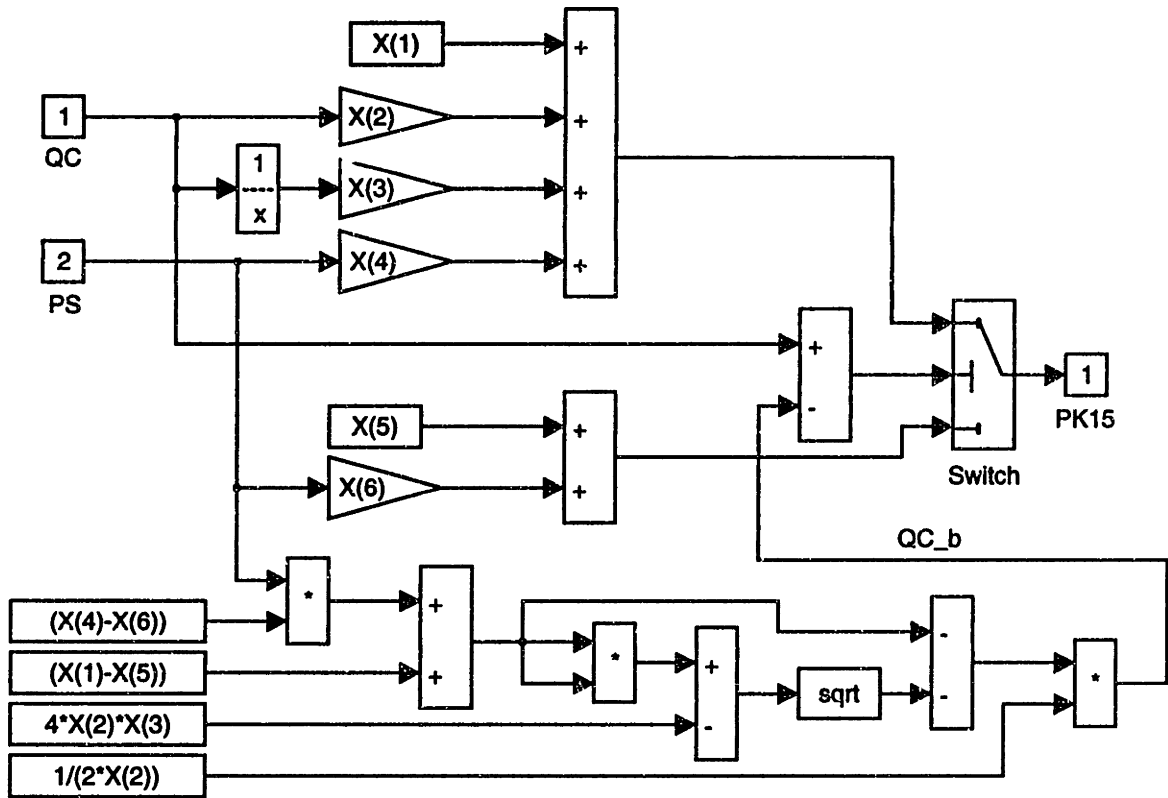 X(1)
+
1
X(2)
+
QC
1
----
x
X(3)
+
2
X(4)
+
PS
+
-
1
PK15
X(5)
+
Switch
X(6)
+
QC_b
*
+
(X(4)-X(6))
-
*
+
*
(X(1)-X(5))
+
sqrt
-
4*X(2)*X(3)
-
1/(2*X(2))